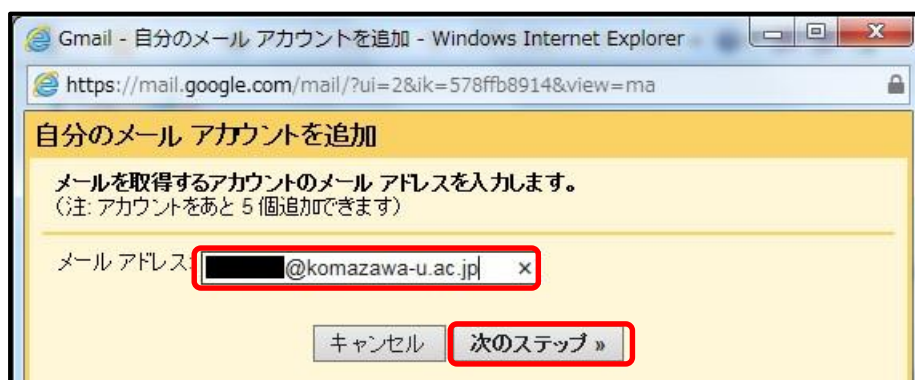 Gmail - 自分のメール アカウントを追加 - Windows Internet Explorer
https://mail.google.com/mail/?ui=2&ik=578ffb8914&view=ma
自分のメール アカウントを追加
メールを取得するアカウントのメール アドレスを入力します。
(注: アカウントをあと 5 個追加できます)
メール アドレス: @komazawa-u.ac.jp ×
キャンセル 次のステップ »